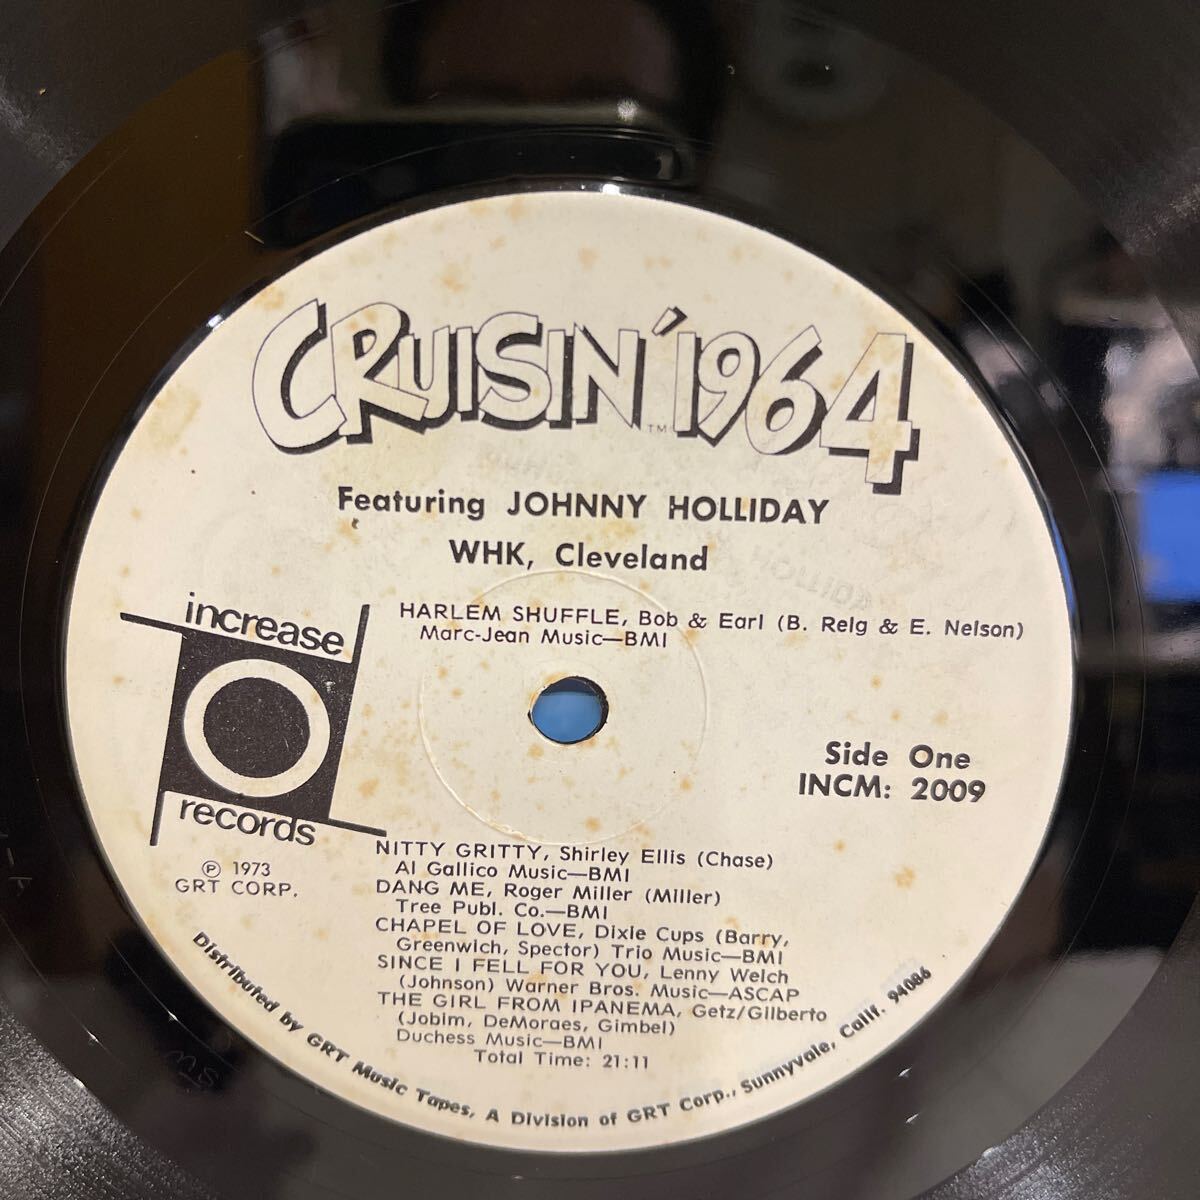 CRUISIN' 1964
TM
Featuring JOHNNY HOLLIDAY
WHK, Cleveland
HARLEM SHUFFLE, Bob & Earl (B. Relg & E. Nelson)
Marc-Jean Music—BMI
increase
records
Side One
INCM: 2009
℗ 1973
GRT CORP.
NITTY GRITTY, Shirley Ellis (Chase)
Al Gallico Music—BMI
DANG ME, Roger Miller (Miller)
Tree Publ. Co.—BMI
CHAPEL OF LOVE, Dixie Cups (Barry,
Greenwich, Spector) Trio Music—BMI
SINCE I FELL FOR YOU, Lenny Welch
(Johnson) Warner Bros. Music—ASCAP
THE GIRL FROM IPANEMA, Getz/Gilberto
(Jobim, DeMoraes, Gimbel)
Duchess Music—BMI
Total Time: 21:11
Distributed by GRT Music Tapes, A Division of GRT Corp., Sunnyvale, Calif. 94086